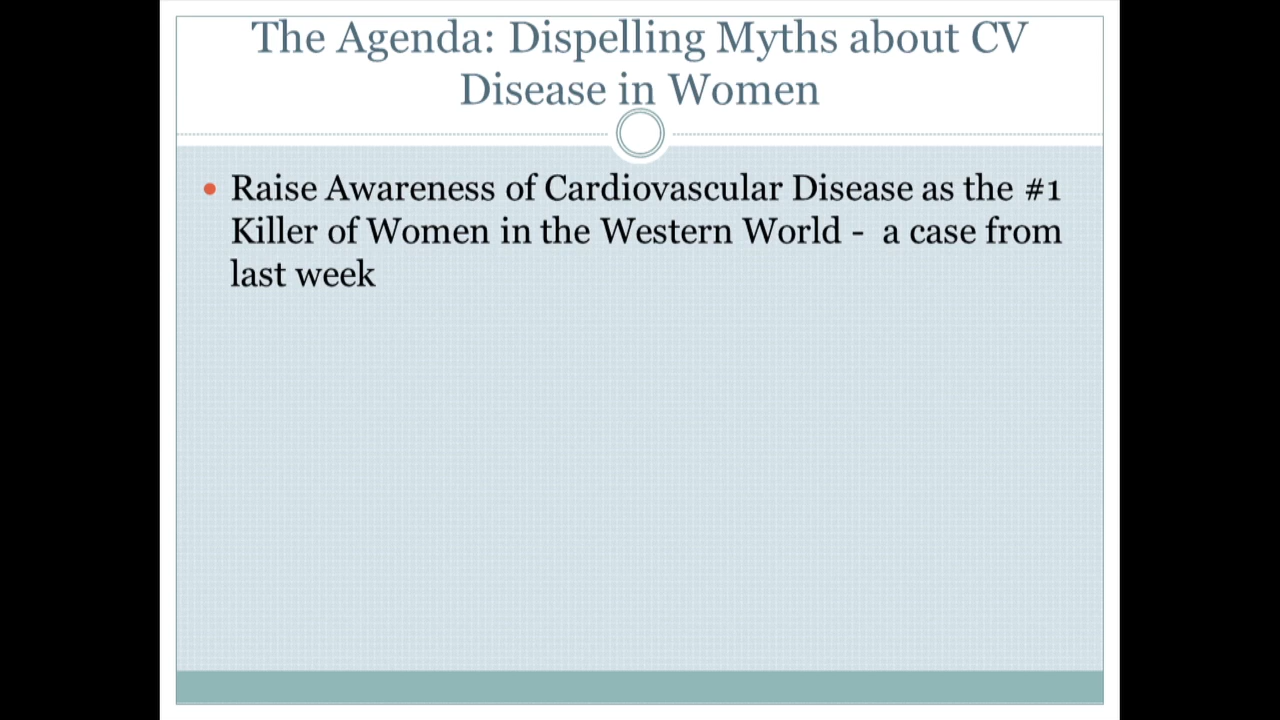 The Agenda: Dispelling Myths about CV
Disease in Women
• Raise Awareness of Cardiovascular Disease as the #1
Killer of Women in the Western World -  a case from
last week